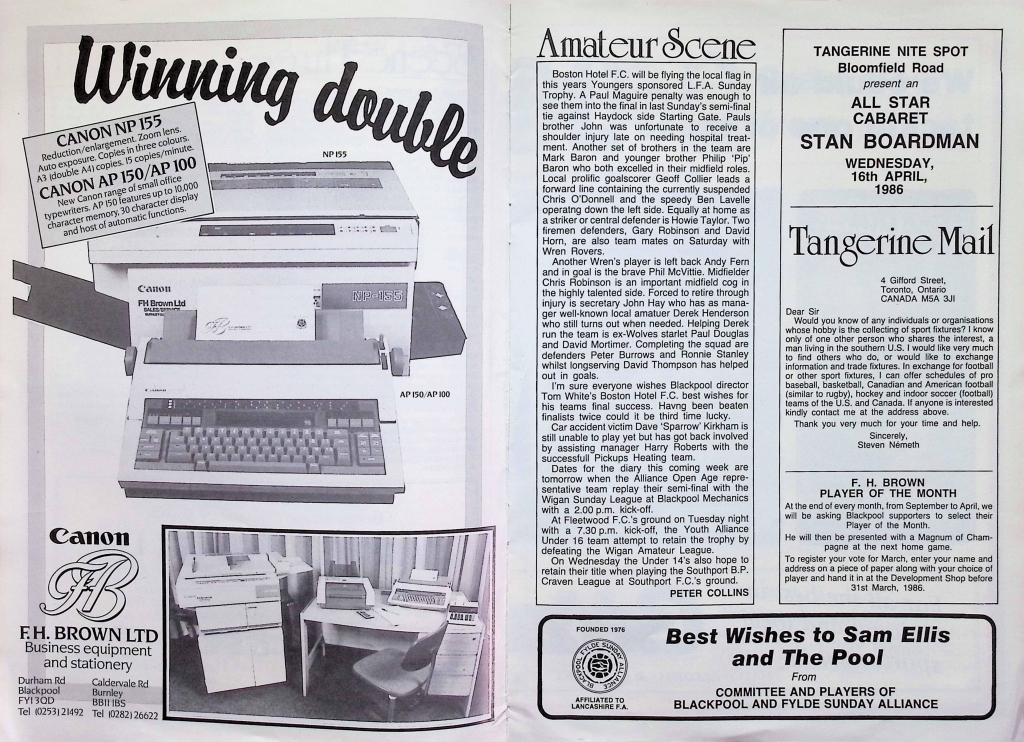 Winning double
CANON NP 155
Reduction/enlargement. Zoom lens.
Auto exposure. Copies in three colours.
A3 (double A4) copies. 15 copies/minute.
CANON AP 150/AP 100
New Canon range of small office
typewriters. AP 150 features up to 10,000
character memory, 30 character display
and host of automatic functions.
NP 155
Canon
NP-155
FH Brown Ltd
AP 150/AP 100
Canon
FHB
F.H. BROWN LTD
Business equipment
and stationery
Durham Rd
Blackpool
FY1 3QD
Tel (0253) 21492
Caldervale Rd
Burnley
BB11 1BS
Tel (0282) 26622
Amateur Scene
Boston Hotel F.C. will be flying the local flag in
this years Youngers sponsored L.F.A. Sunday
Trophy. A Paul Maguire penalty was enough to
see them into the final in last Sunday's semi-final
tie against Haydock side Starting Gate. Pauls
brother John was unfortunate to receive a
shoulder injury late on needing hospital treat-
ment. Another set of brothers in the team are
Mark Baron and younger brother Philip 'Pip'
Baron who both excelled in their midfield roles.
Local prolific goalscorer Geoff Collier leads a
forward line containing the currently suspended
Chris O'Donnell and the speedy Ben Lavelle
operatng down the left side. Equally at home as
a striker or central defender is Howie Taylor. Two
firemen defenders, Gary Robinson and David
Horn, are also team mates on Saturday with
Wren Rovers.
Another Wren's player is left back Andy Fern
and in goal is the brave Phil McVittie. Midfielder
Chris Robinson is an important midfield cog in
the highly talented side. Forced to retire through
injury is secretary John Hay who has as mana-
ger well-known local amatuer Derek Henderson
who still turns out when needed. Helping Derek
run the team is ex-Wolves starlet Paul Douglas
and David Mortimer. Completing the squad are
defenders Peter Burrows and Ronnie Stanley
whilst longserving David Thompson has helped
out in goals.
I'm sure everyone wishes Blackpool director
Tom White's Boston Hotel F.C. best wishes for
his teams final success. Havng been beaten
finalists twice could it be third time lucky.
Car accident victim Dave 'Sparrow' Kirkham is
still unable to play yet but has got back involved
by assisting manager Harry Roberts with the
successfull Pickups Heating team.
Dates for the diary this coming week are
tomorrow when the Alliance Open Age repre-
sentative team replay their semi-final with the
Wigan Sunday League at Blackpool Mechanics
with a 2.00 p.m. kick-off.
At Fleetwood F.C.'s ground on Tuesday night
with a 7.30 p.m. kick-off, the Youth Alliance
Under 16 team attempt to retain the trophy by
defeating the Wigan Amateur League.
On Wednesday the Under 14's also hope to
retain their title when playing the Southport B.P.
Craven League at Southport F.C.'s ground.
PETER COLLINS
TANGERINE NITE SPOT
Bloomfield Road
present an
ALL STAR
CABARET
STAN BOARDMAN
WEDNESDAY,
16th APRIL,
1986
Tangerine Mail
4 Gifford Street,
Toronto, Ontario
CANADA M5A 3JI
Dear Sir
Would you know of any individuals or organisations
whose hobby is the collecting of sport fixtures? I know
only of one other person who shares the interest, a
man living in the southern U.S. I would like very much
to find others who do, or would like to exchange
information and trade fixtures. In exchange for football
or other sport fixtures, I can offer schedules of pro
baseball, basketball, Canadian and American football
(similar to rugby), hockey and indoor soccer (football)
teams of the U.S. and Canada. If anyone is interested
kindly contact me at the address above.
Thank you very much for your time and help.
Sincerely,
Steven Németh
F. H. BROWN
PLAYER OF THE MONTH
At the end of every month, from September to April, we
will be asking Blackpool supporters to select their
Player of the Month.
He will then be presented with a Magnum of Cham-
pagne at the next home game.
To register your vote for March, enter your name and
address on a piece of paper along with your choice of
player and hand it in at the Development Shop before
31st March, 1986.
FOUNDED 1976
BLACKPOOL & FYLDE SUNDAY ALLIANCE
AFFILIATED TO
LANCASHIRE F.A.
Best Wishes to Sam Ellis
and The Pool
From
COMMITTEE AND PLAYERS OF
BLACKPOOL AND FYLDE SUNDAY ALLIANCE